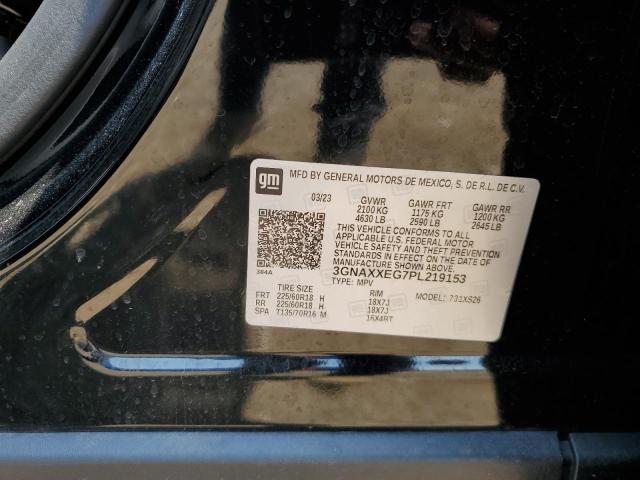 gm MFD BY GENERAL MOTORS DE MEXICO, S. DE R.L. DE C.V.
03/23 GVWR GAWR FRT GAWR RR
2100 KG 1175 KG 1200 KG
4630 LB 2590 LB 2645 LB
THIS VEHICLE CONFORMS TO ALL
APPLICABLE U.S. FEDERAL MOTOR
VEHICLE SAFETY AND THEFT PREVENTION
STANDARDS IN EFFECT ON THE DATE OF
MANUFACTURE SHOWN ABOVE.
384A 3GNAXXEG7PL219153
TYPE: MPV
TIRE SIZE RIM MODEL: 731XS26
FRT 225/60R18 H 18X7J
RR 225/60R18 H 18X7J
SPA T135/70R16 M 16X4BT